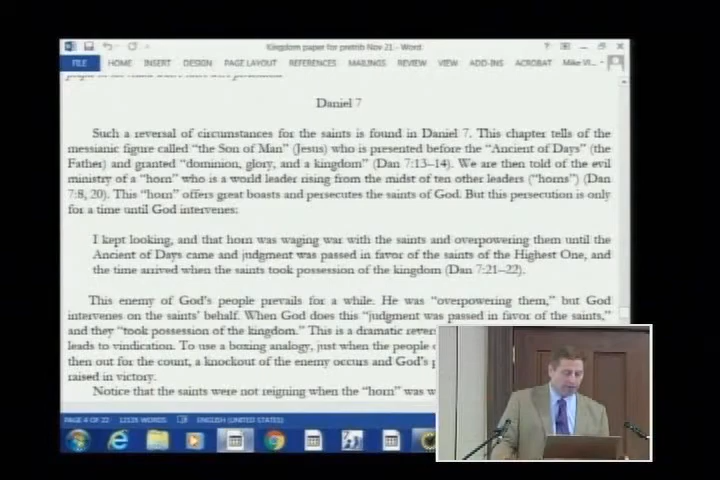 Kingdom paper for pretrib Nov 21 - Word
FILE HOME INSERT DESIGN PAGE LAYOUT REFERENCES MAILINGS REVIEW VIEW ADD-INS ACROBAT Mike Vl...
Daniel 7
Such a reversal of circumstances for the saints is found in Daniel 7. This chapter tells of the
messianic figure called “the Son of Man” (Jesus) who is presented before the “Ancient of Days” (the
Father) and granted “dominion, glory, and a kingdom” (Dan 7:13–14). We are then told of the evil
ministry of a “horn” who is a world leader rising from the midst of ten other leaders (“horns”) (Dan
7:8, 20). This “horn” offers great boasts and persecutes the saints of God. But this persecution is only
for a time until God intervenes:
I kept looking, and that horn was waging war with the saints and overpowering them until the
Ancient of Days came and judgment was passed in favor of the saints of the Highest One, and
the time arrived when the saints took possession of the kingdom (Dan 7:21–22).
This enemy of God’s people prevails for a while. He was “overpowering them,” but God
intervenes on the saints’ behalf. When God does this “judgment was passed in favor of the saints,”
and they “took possession of the kingdom.” This is a dramatic rever
leads to vindication. To use a boxing analogy, just when the people o
then out for the count, a knockout of the enemy occurs and God’s p
raised in victory.
Notice that the saints were not reigning when the “horn” was w
PAGE 4 OF 22 12135 WORDS ENGLISH (UNITED STATES)